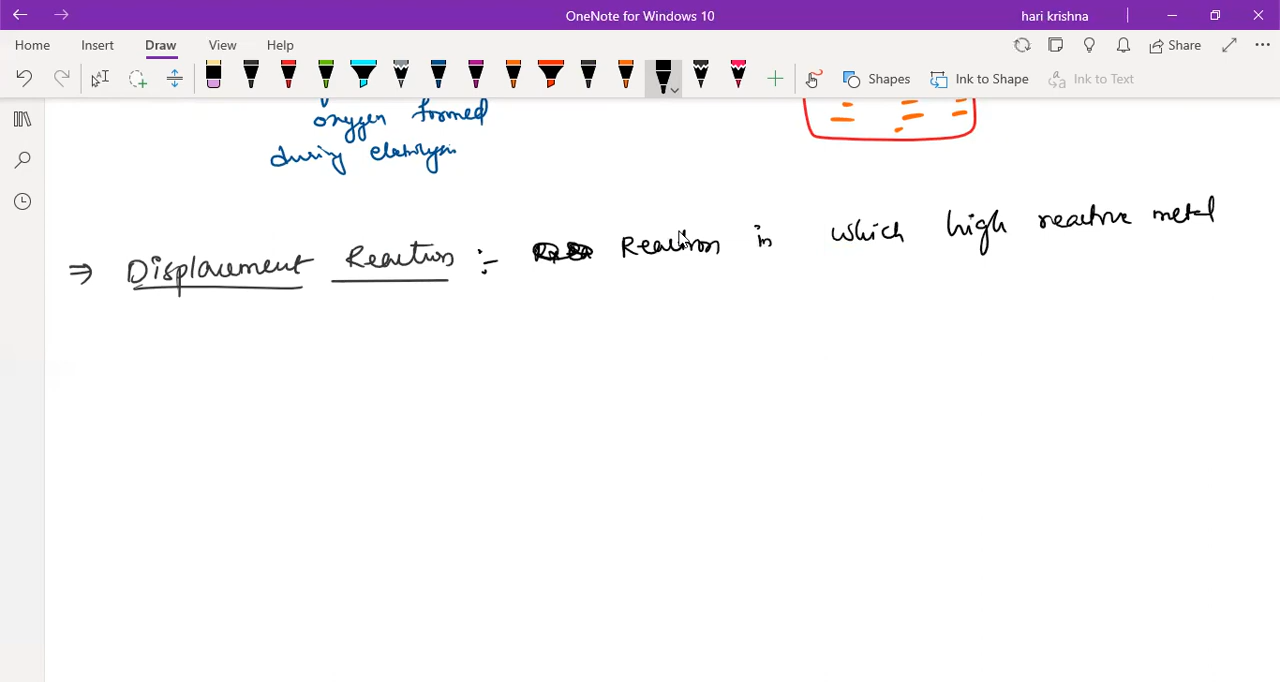 OneNote for Windows 10
hari krishna
Home Insert Draw View Help
Share
Shapes Ink to Shape Ink to Text
oxygen formed
during eletrolysis
⇒ Displacement Reaction :- Reaction in which high reactive metal